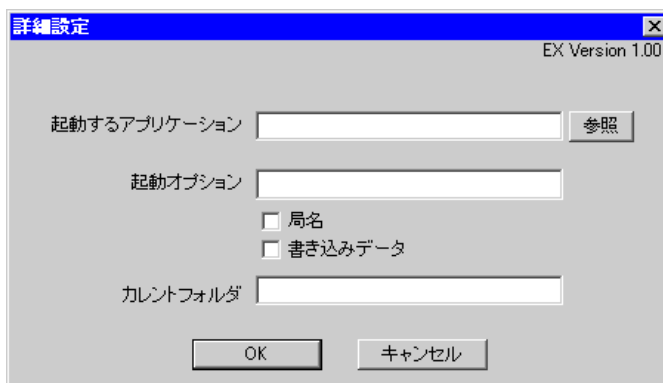 詳細設定
EX Version 1.00
起動するアプリケーション 参照
起動オプション
局名
書き込みデータ
カレントフォルダ
OK キャンセル